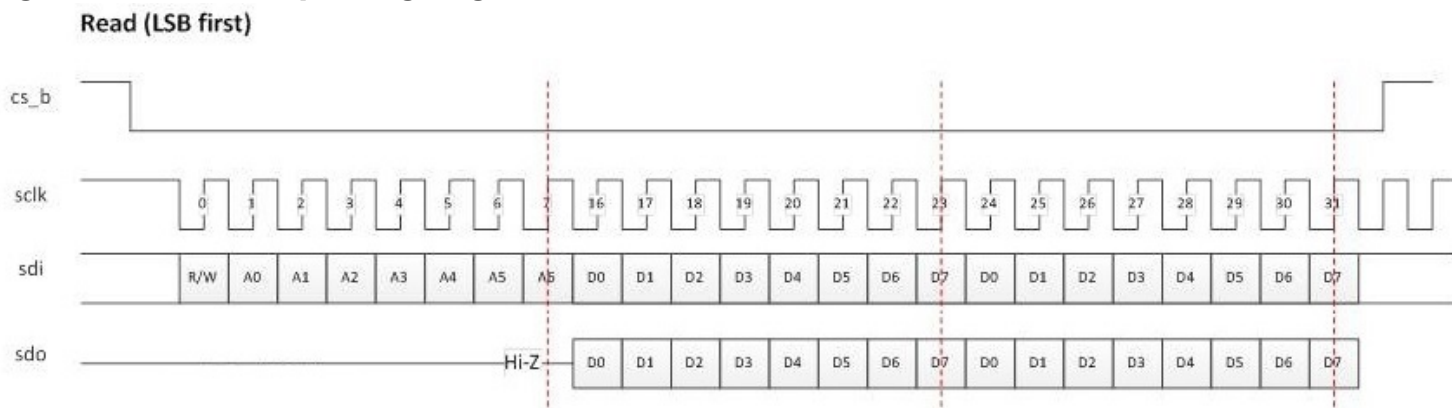 Read (LSB first)
cs_b
sclk 0 1 2 3 4 5 6 7 16 17 18 19 20 21 22 23 24 25 26 27 28 29 30 31
sdi R/W A0 A1 A2 A3 A4 A5 A6 D0 D1 D2 D3 D4 D5 D6 D7 D0 D1 D2 D3 D4 D5 D6 D7
sdo Hi-Z D0 D1 D2 D3 D4 D5 D6 D7 D0 D1 D2 D3 D4 D5 D6 D7